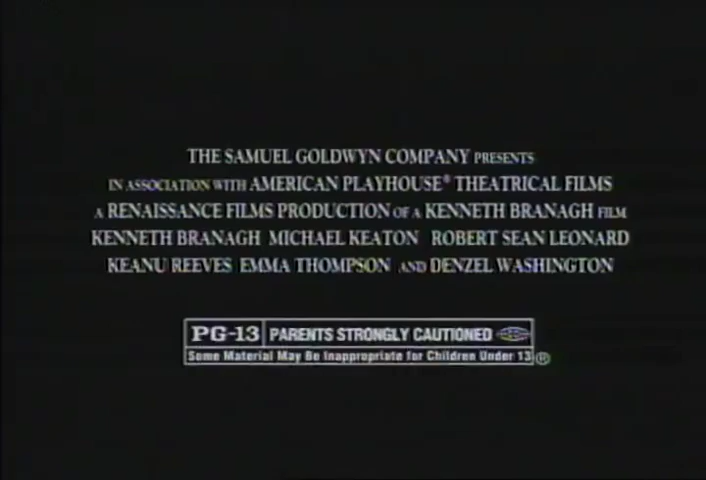 THE SAMUEL GOLDWYN COMPANY PRESENTS
IN ASSOCIATION WITH AMERICAN PLAYHOUSE® THEATRICAL FILMS
A RENAISSANCE FILMS PRODUCTION OF A KENNETH BRANAGH FILM
KENNETH BRANAGH MICHAEL KEATON ROBERT SEAN LEONARD
KEANU REEVES EMMA THOMPSON AND DENZEL WASHINGTON
PG-13 PARENTS STRONGLY CAUTIONED
Some Material May Be Inappropriate for Children Under 13 ®